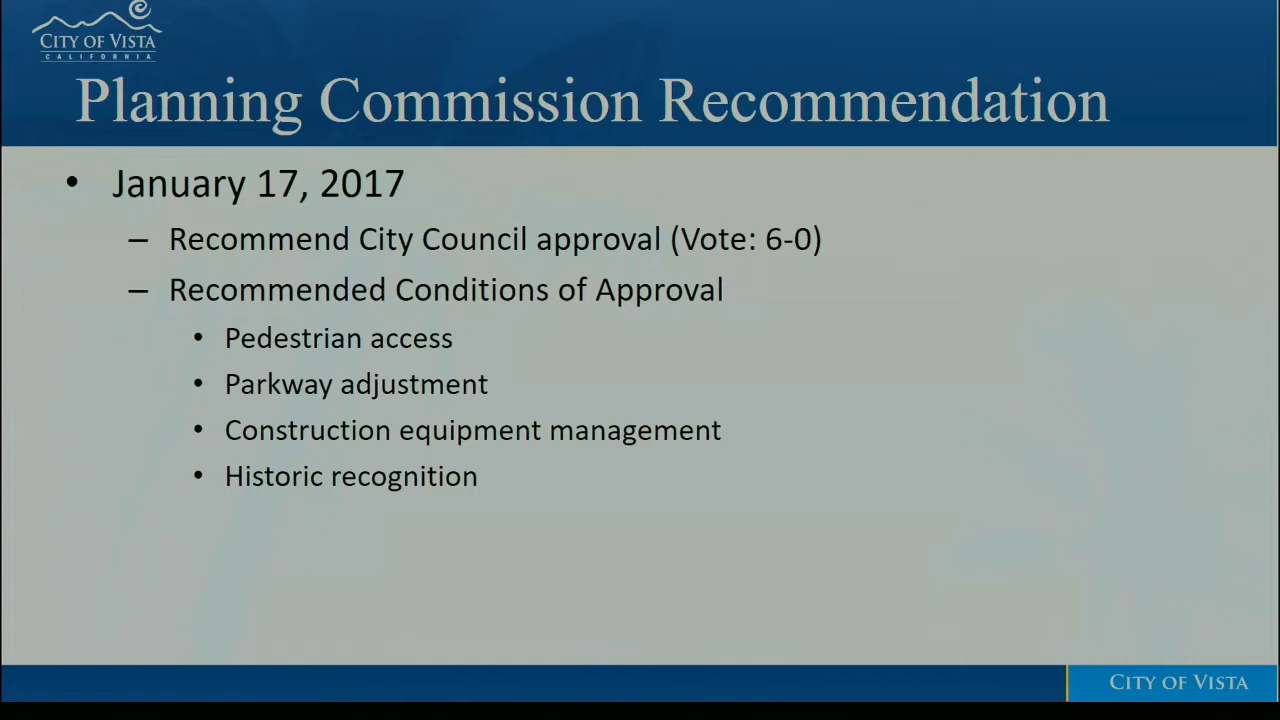 CITY OF VISTA
CALIFORNIA
Planning Commission Recommendation
• January 17, 2017
– Recommend City Council approval (Vote: 6-0)
– Recommended Conditions of Approval
• Pedestrian access
• Parkway adjustment
• Construction equipment management
• Historic recognition
CITY OF VISTA